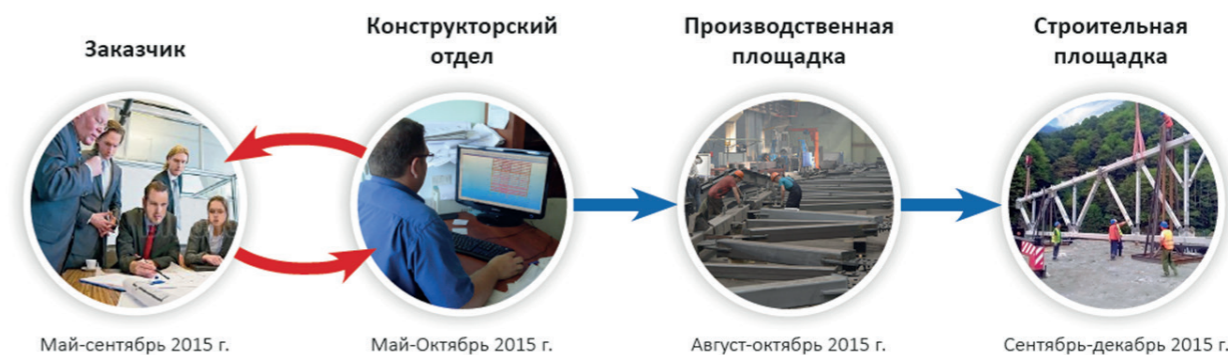 Заказчик
Конструкторский
отдел
Производственная
площадка
Строительная
площадка
Май-сентябрь 2015 г.
Май-Октябрь 2015 г.
Август-октябрь 2015 г.
Сентябрь-декабрь 2015 г.